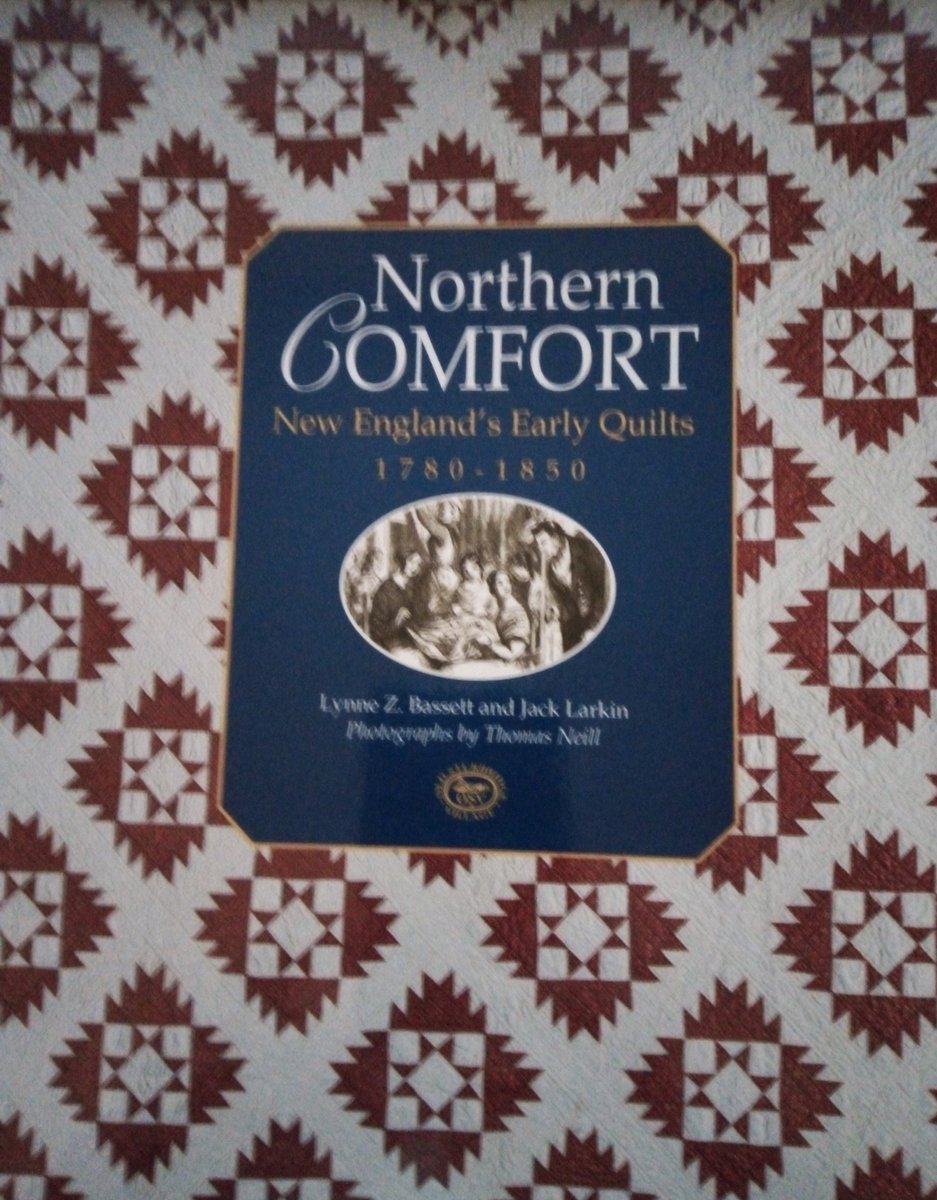 Northern
COMFORT
New England's Early Quilts
1780-1850
Lynne Z. Bassett and Jack Larkin
Photographs by Thomas Neill